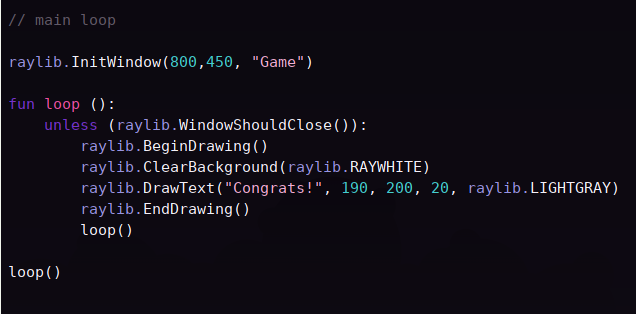 // main loop
raylib.InitWindow(800,450, "Game")
fun loop ():
    unless (raylib.WindowShouldClose()):
        raylib.BeginDrawing()
        raylib.ClearBackground(raylib.RAYWHITE)
        raylib.DrawText("Congrats!", 190, 200, 20, raylib.LIGHTGRAY)
        raylib.EndDrawing()
        loop()
loop()